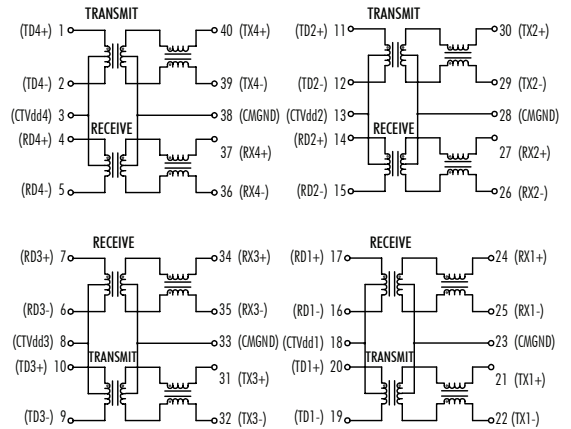 TRANSMIT
(TD4+) 1 40 (TX4+)
(TD4-) 2 39 (TX4-)
(CTVdd4) 3 38 (CMGND)
RECEIVE
(RD4+) 4 37 (RX4+)
(RD4-) 5 36 (RX4-)
TRANSMIT
(TD2+) 11 30 (TX2+)
(TD2-) 12 29 (TX2-)
(CTVdd2) 13 28 (CMGND)
RECEIVE
(RD2+) 14 27 (RX2+)
(RD2-) 15 26 (RX2-)
RECEIVE
(RD3+) 7 34 (RX3+)
(RD3-) 6 35 (RX3-)
(CTVdd3) 8 33 (CMGND)
TRANSMIT
(TD3+) 10 31 (TX3+)
(TD3-) 9 32 (TX3-)
RECEIVE
(RD1+) 17 24 (RX1+)
(RD1-) 16 25 (RX1-)
(CTVdd1) 18 23 (CMGND)
TRANSMIT
(TD1+) 20 21 (TX1+)
(TD1-) 19 22 (TX1-)